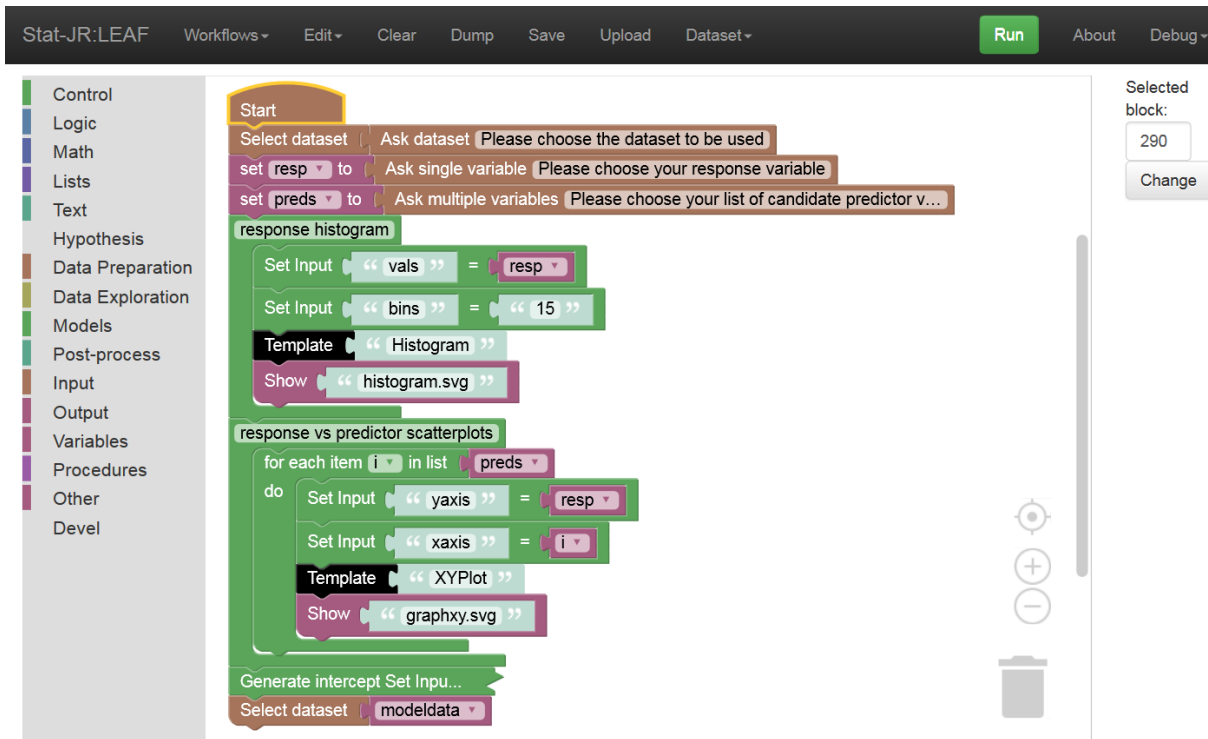 Stat-JR:LEAF Workflows Edit Clear Dump Save Upload Dataset Run About Debug
Control
Logic
Math
Lists
Text
Hypothesis
Data Preparation
Data Exploration
Models
Post-process
Input
Output
Variables
Procedures
Other
Devel
Start
Select dataset Ask dataset Please choose the dataset to be used
set resp to Ask single variable Please choose your response variable
set preds to Ask multiple variables Please choose your list of candidate predictor v...
response histogram
Set Input “ vals ” = resp
Set Input “ bins ” = “ 15 ”
Template “ Histogram ”
Show “ histogram.svg ”
response vs predictor scatterplots
for each item i in list preds
do Set Input “ yaxis ” = resp
Set Input “ xaxis ” = i
Template “ XYPlot ”
Show “ graphxy.svg ”
Generate intercept Set Inpu...
Select dataset modeldata
Selected
block:
290
Change